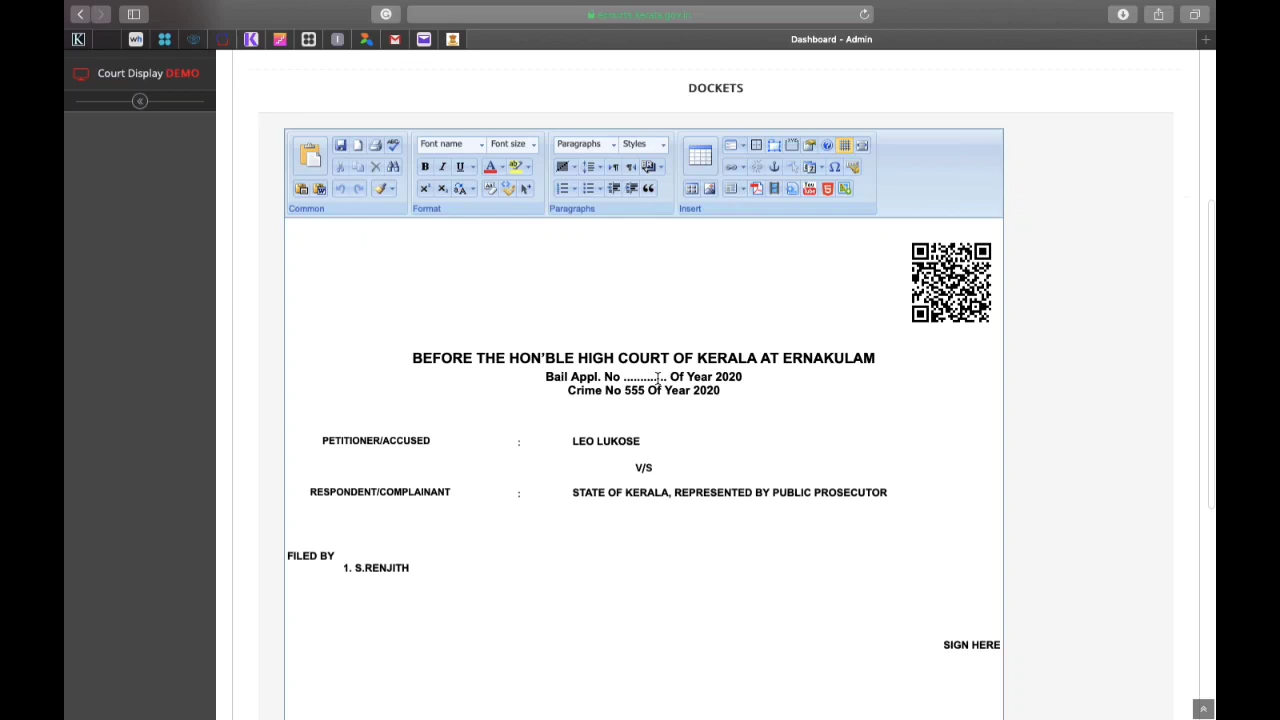 Dashboard - Admin
Court Display DEMO
DOCKETS
Font name
Font size
Paragraphs
Styles
Common
Format
Paragraphs
Insert
BEFORE THE HON'BLE HIGH COURT OF KERALA AT ERNAKULAM
Bail Appl. No ............. Of Year 2020
Crime No 555 Of Year 2020
PETITIONER/ACCUSED : LEO LUKOSE
V/S
RESPONDENT/COMPLAINANT : STATE OF KERALA, REPRESENTED BY PUBLIC PROSECUTOR
FILED BY
1. S.RENJITH
SIGN HERE